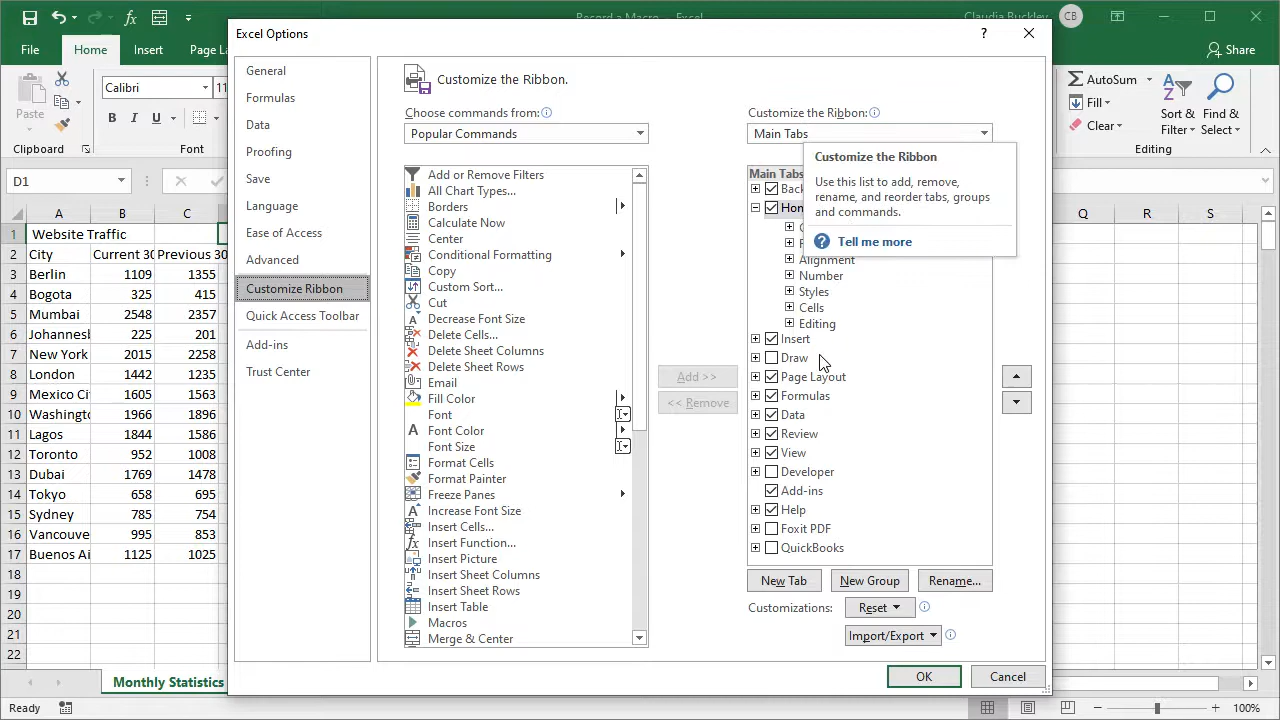 Record a Macro - Excel
Claudia Buckley
CB
File
Home
Insert
Page La
Share
Paste
Clipboard
Calibri
11
B I U
Font
AutoSum
Fill
Clear
Sort &
Filter
Find &
Select
Editing
D1
A B C Q R S
1 Website Traffic
2 City Current 30 Previous 30
3 Berlin 1109 1355
4 Bogota 325 415
5 Mumbai 2548 2357
6 Johannesb 225 201
7 New York 2015 2258
8 London 1442 1235
9 Mexico Ci 1605 1563
10 Washingt 1966 1896
11 Lagos 1844 1586
12 Toronto 952 1008
13 Dubai 1769 1478
14 Tokyo 658 695
15 Sydney 785 754
16 Vancouve 995 853
17 Buenos Ai 1125 1025
18
19
20
21
22
Monthly Statistics
Ready
100%
Excel Options
?
General
Formulas
Data
Proofing
Save
Language
Ease of Access
Advanced
Customize Ribbon
Quick Access Toolbar
Add-ins
Trust Center
Customize the Ribbon.
Choose commands from:
Popular Commands
Add or Remove Filters
All Chart Types...
Borders
Calculate Now
Center
Conditional Formatting
Copy
Custom Sort...
Cut
Decrease Font Size
Delete Cells...
Delete Sheet Columns
Delete Sheet Rows
Email
Fill Color
Font
Font Color
Font Size
Format Cells
Format Painter
Freeze Panes
Increase Font Size
Insert Cells...
Insert Function...
Insert Picture
Insert Sheet Columns
Insert Sheet Rows
Insert Table
Macros
Merge & Center
Add >>
<< Remove
Customize the Ribbon:
Main Tabs
Main Tabs
Back
Hom
Customize the Ribbon
Use this list to add, remove,
rename, and reorder tabs, groups
and commands.
Tell me more
Alignment
Number
Styles
Cells
Editing
Insert
Draw
Page Layout
Formulas
Data
Review
View
Developer
Add-ins
Help
Foxit PDF
QuickBooks
New Tab
New Group
Rename...
Customizations:
Reset
Import/Export
OK
Cancel